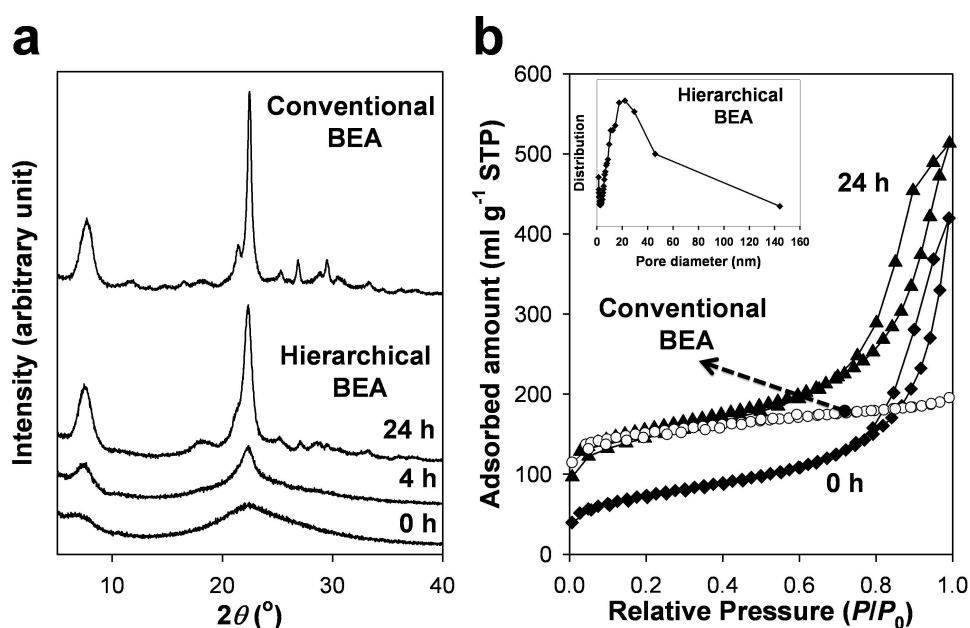 a
Intensity (arbitrary unit)
Conventional
BEA
Hierarchical
BEA
24 h
4 h
0 h
10
20
30
40
2θ (°)
b
Adsorbed amount (ml g⁻¹ STP)
600
500
400
300
200
100
0
Distribution
Hierarchical
BEA
0
20
40
60
80
100
120
140
160
Pore diameter (nm)
24 h
Conventional
BEA
0 h
0.0
0.2
0.4
0.6
0.8
1.0
Relative Pressure (P/P₀)